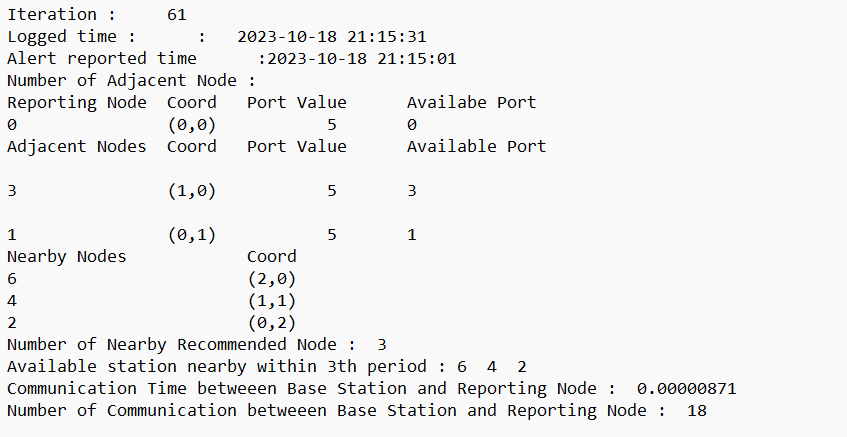 Iteration :     61
Logged time :       :   2023-10-18 21:15:31
Alert reported time      :2023-10-18 21:15:01
Number of Adjacent Node :
Reporting Node  Coord   Port Value      Availabe Port
0               (0,0)           5       0
Adjacent Nodes  Coord   Port Value      Available Port
3               (1,0)           5       3
1               (0,1)           5       1
Nearby Nodes            Coord
6                       (2,0)
4                       (1,1)
2                       (0,2)
Number of Nearby Recommended Node :  3
Available station nearby within 3th period : 6  4  2
Communication Time betweeen Base Station and Reporting Node :  0.00000871
Number of Communication betweeen Base Station and Reporting Node :  18